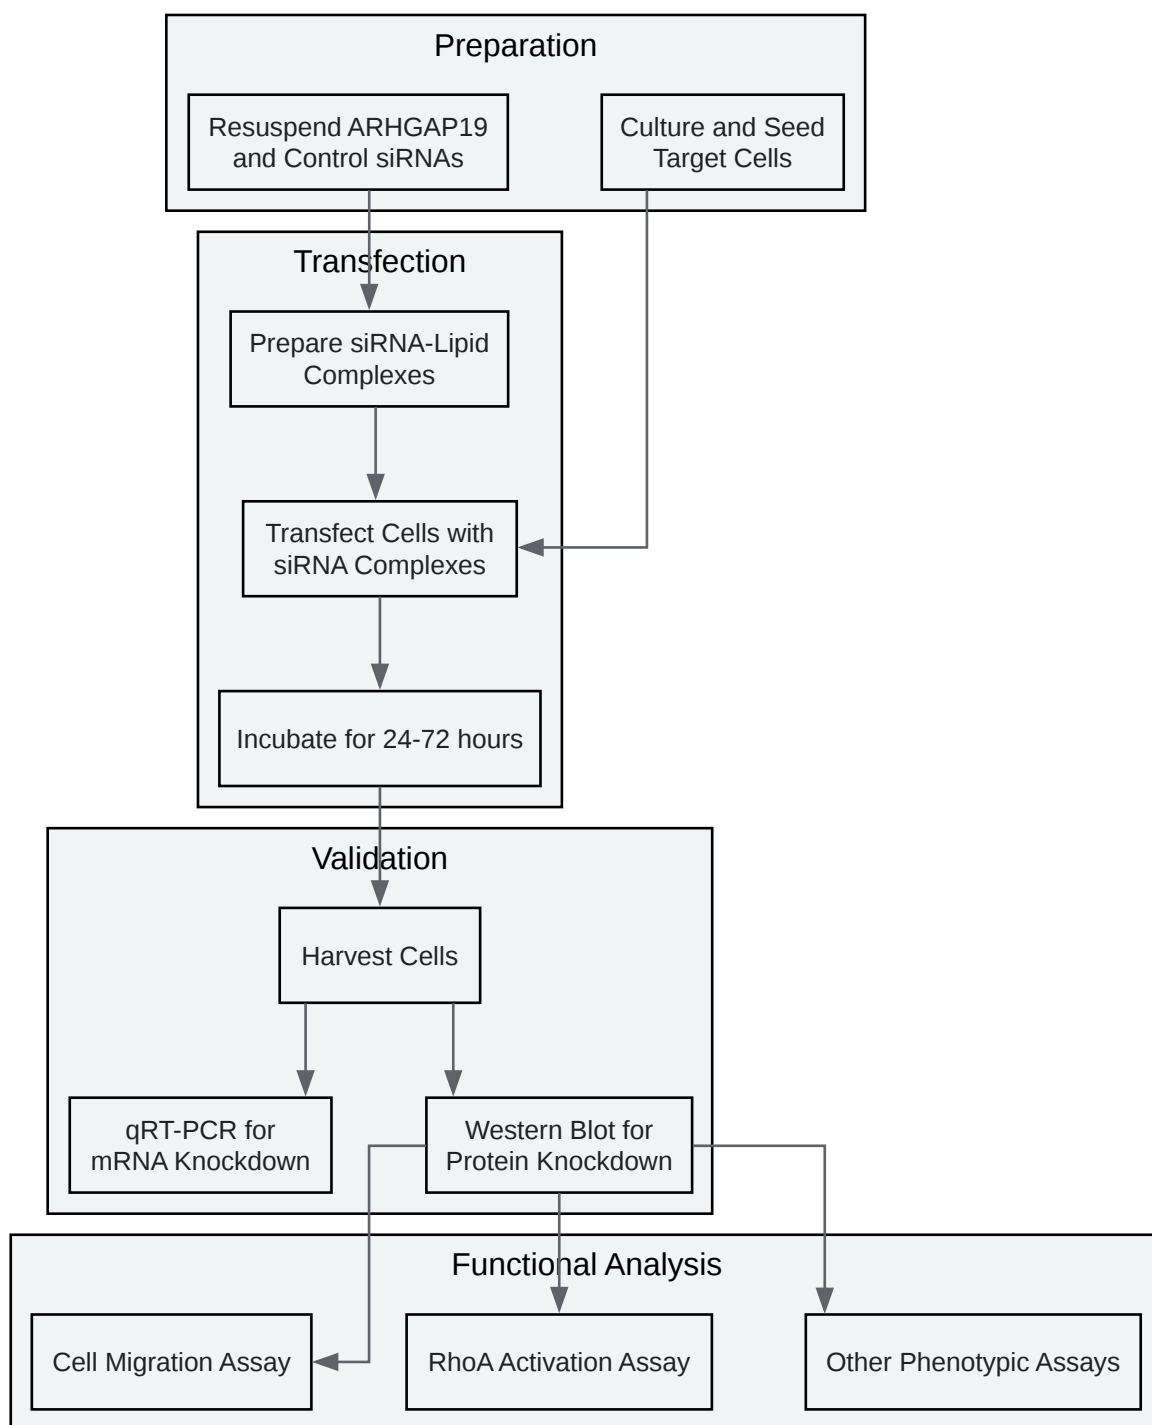 Preparation
Resuspend ARHGAP19
and Control siRNAs
Culture and Seed
Target Cells
Transfection
Prepare siRNA-Lipid
Complexes
Transfect Cells with
siRNA Complexes
Incubate for 24-72 hours
Validation
Harvest Cells
qRT-PCR for
mRNA Knockdown
Western Blot for
Protein Knockdown
Functional Analysis
Cell Migration Assay
RhoA Activation Assay
Other Phenotypic Assays